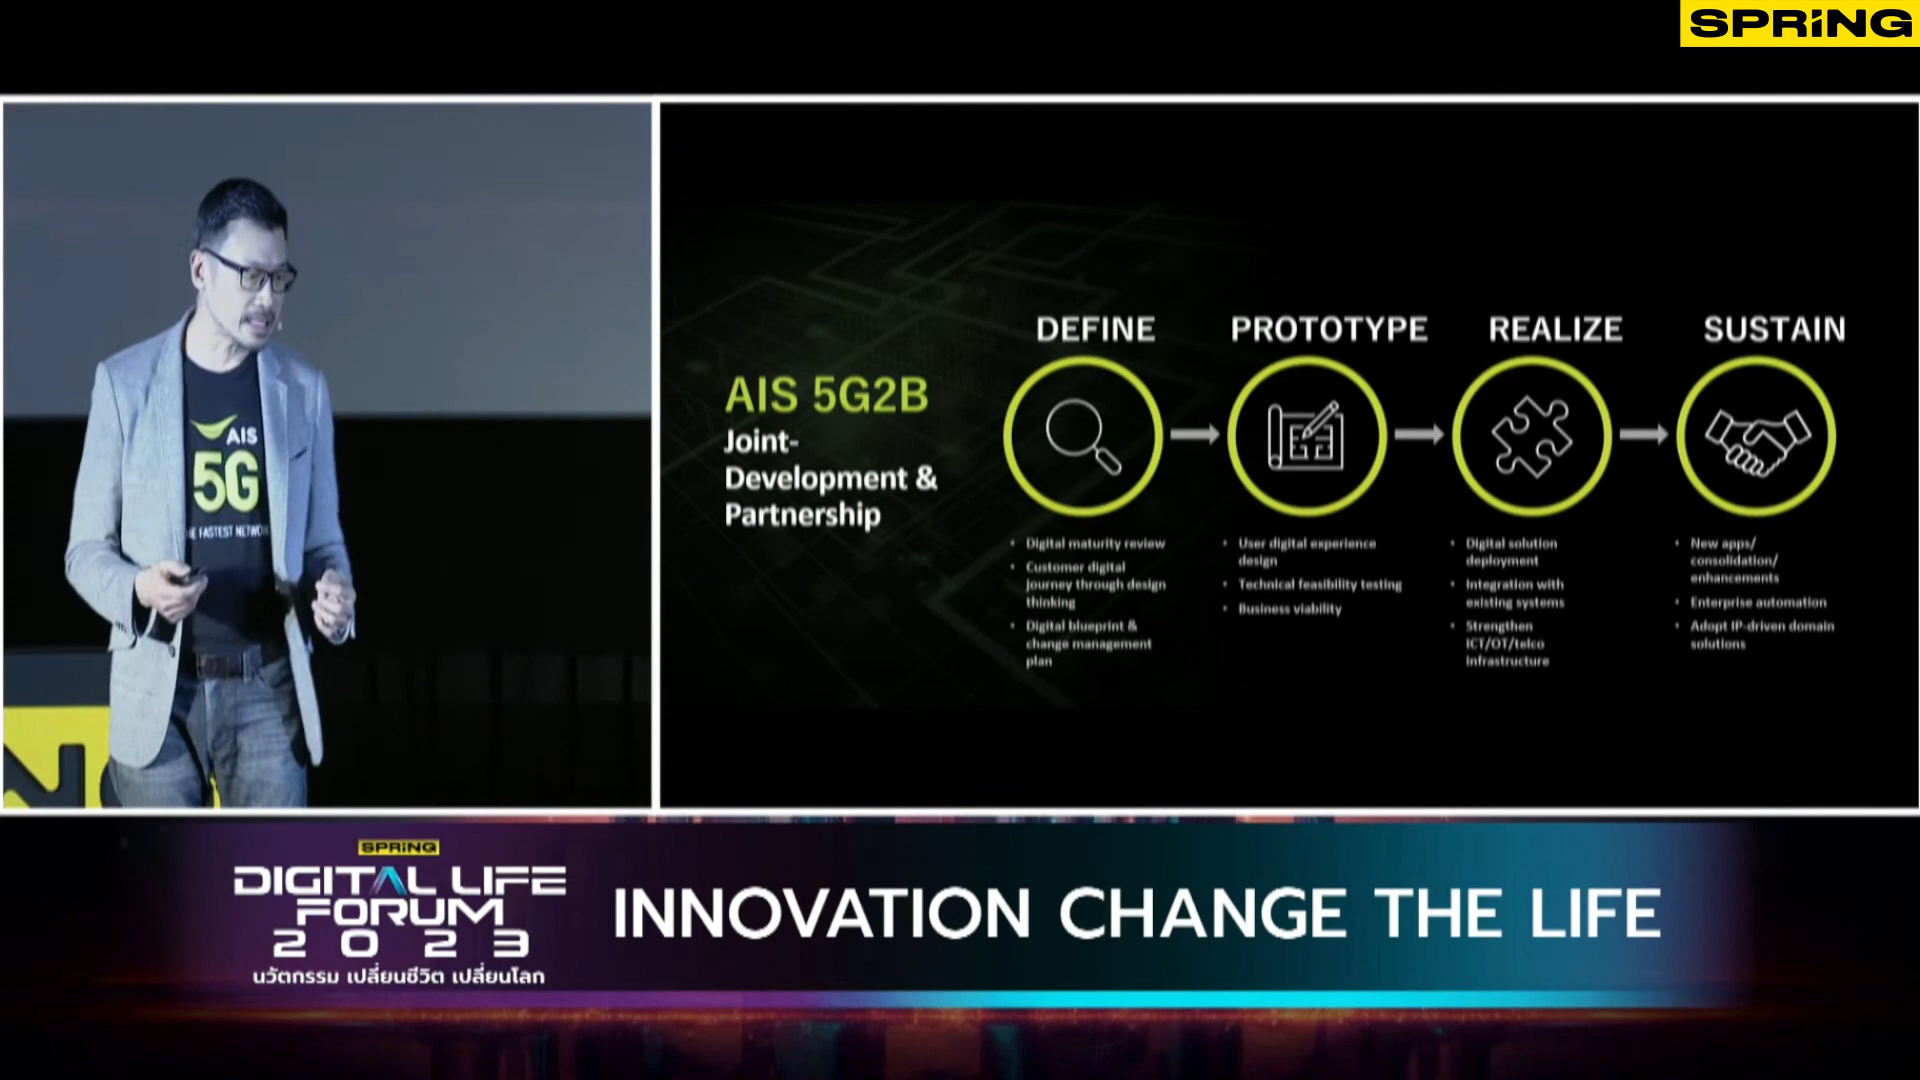 SPRiNG
AIS
5G
FASTEST
AIS 5G2B
Joint-
Development &
Partnership
DEFINE
• Digital maturity review
• Customer digital
journey through design
thinking
• Digital blueprint &
change management
plan
PROTOTYPE
• User digital experience
design
• Technical feasibility testing
• Business viability
REALIZE
• Digital solution
deployment
• Integration with
existing systems
• Strengthen
ICT/OT/telco
infrastructure
SUSTAIN
• New apps/
consolidation/
enhancements
• Enterprise automation
• Adopt IP-driven domain
solutions
SPRiNG
DIGITAL LIFE
FORUM
2023
นวัตกรรม เปลี่ยนชีวิต เปลี่ยนโลก
INNOVATION CHANGE THE LIFE